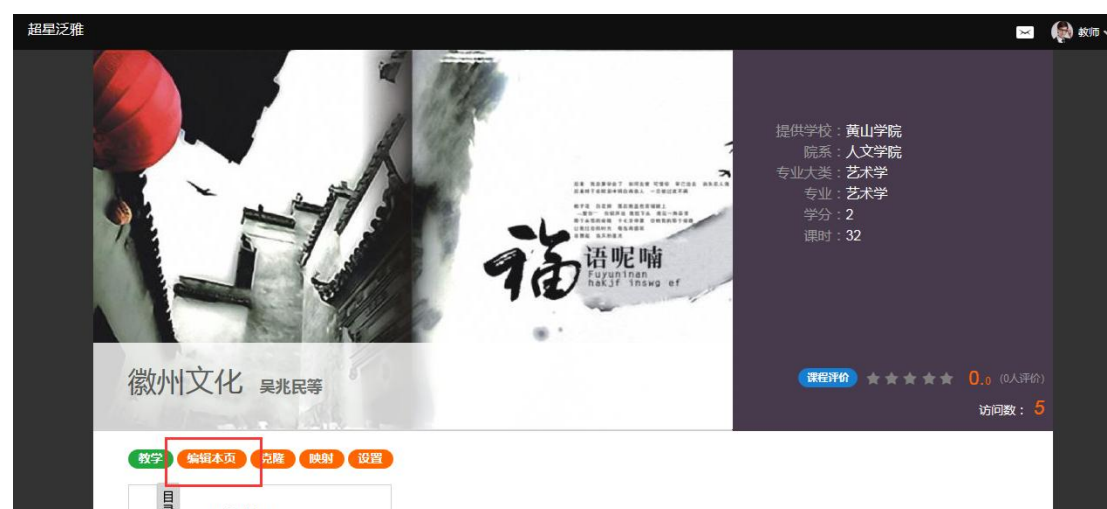 超星泛雅
教师
提供学校：黄山学院
院系：人文学院
专业大类：艺术学
专业：艺术学
学分：2
课时：32
福
语呢喃
Fuyuninan
hakjf inswg ef
徽州文化 吴兆民等
课程评价 0.0 (0人评价)
访问数： 5
教学 编辑本页 克隆 映射 设置
目